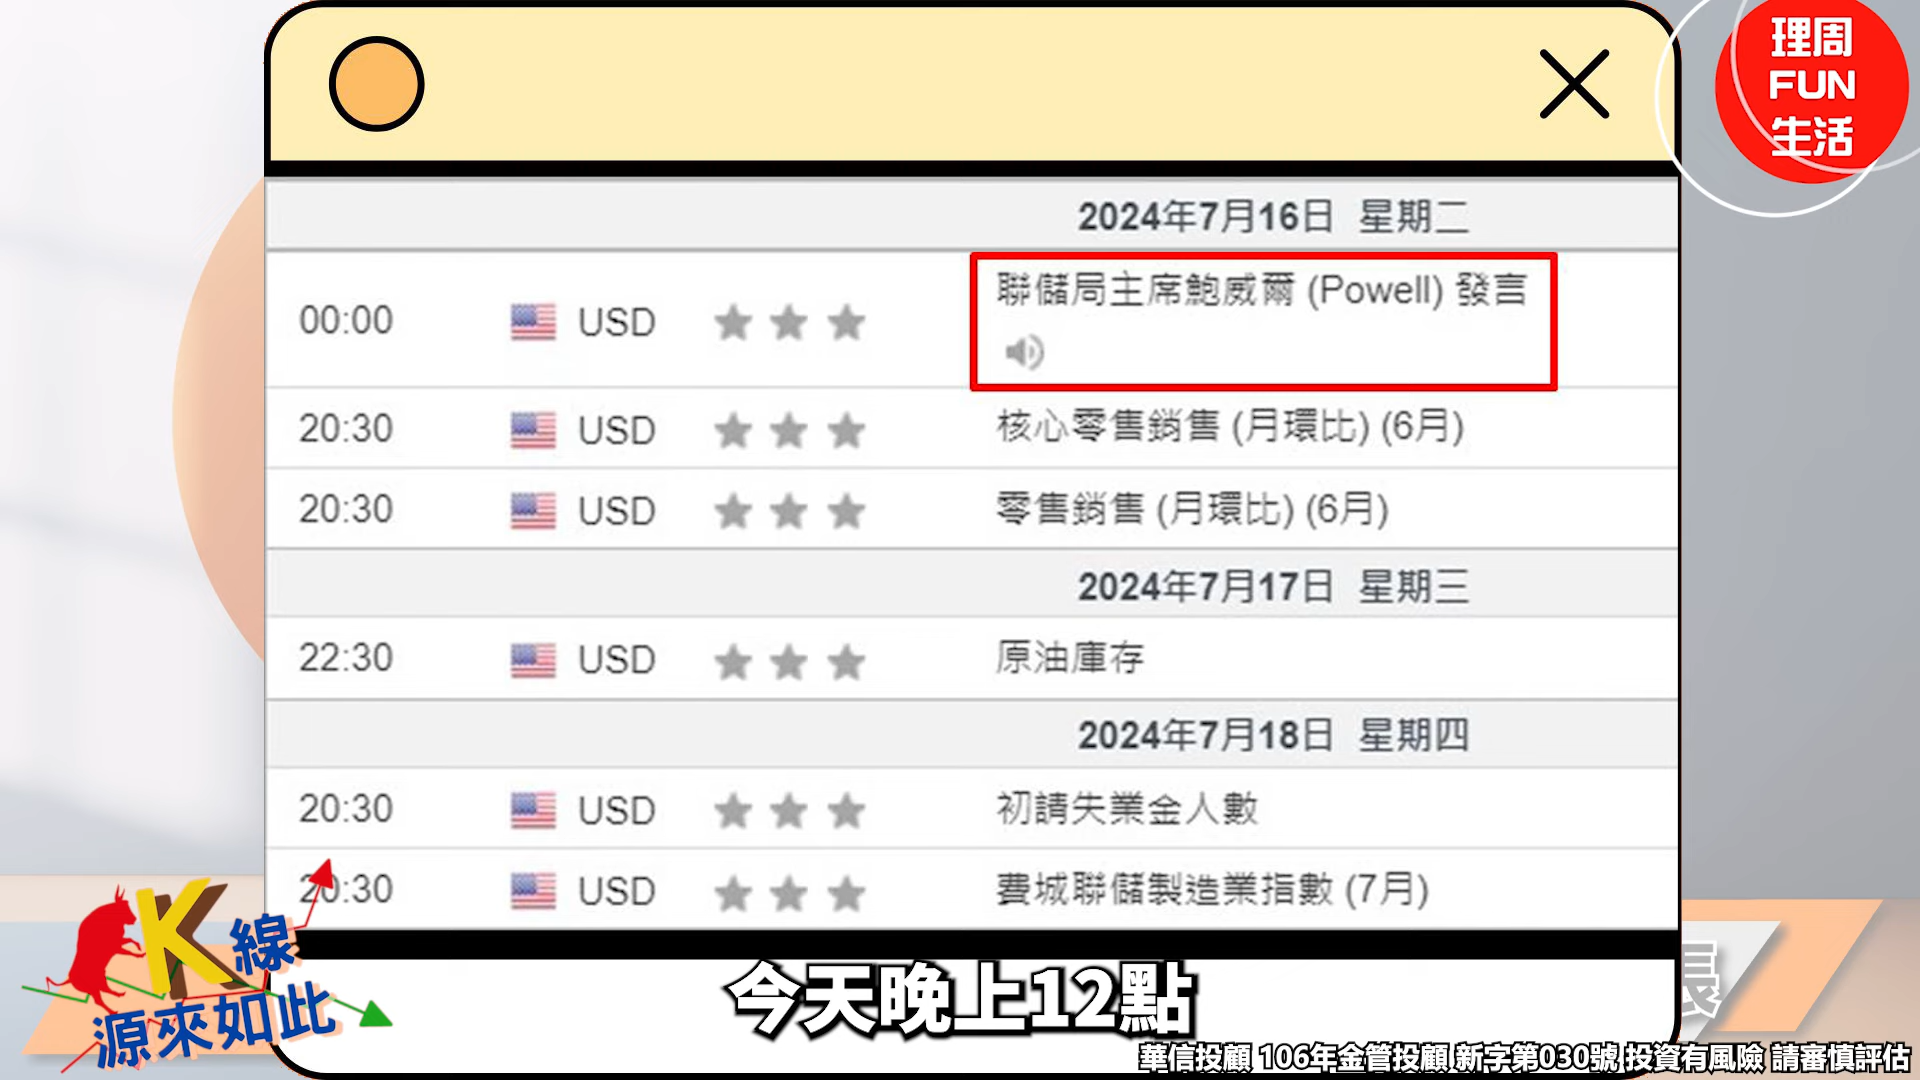 理周
FUN
生活
2024年7月16日 星期二
00:00 USD 聯儲局主席鮑威爾 (Powell) 發言
20:30 USD 核心零售銷售 (月環比) (6月)
20:30 USD 零售銷售 (月環比) (6月)
2024年7月17日 星期三
22:30 USD 原油庫存
2024年7月18日 星期四
20:30 USD 初請失業金人數
20:30 USD 費城聯儲製造業指數 (7月)
K線
源來如此
長
今天晚上12點
華信投顧 106年金管投顧 新字第030號 投資有風險 請審慎評估